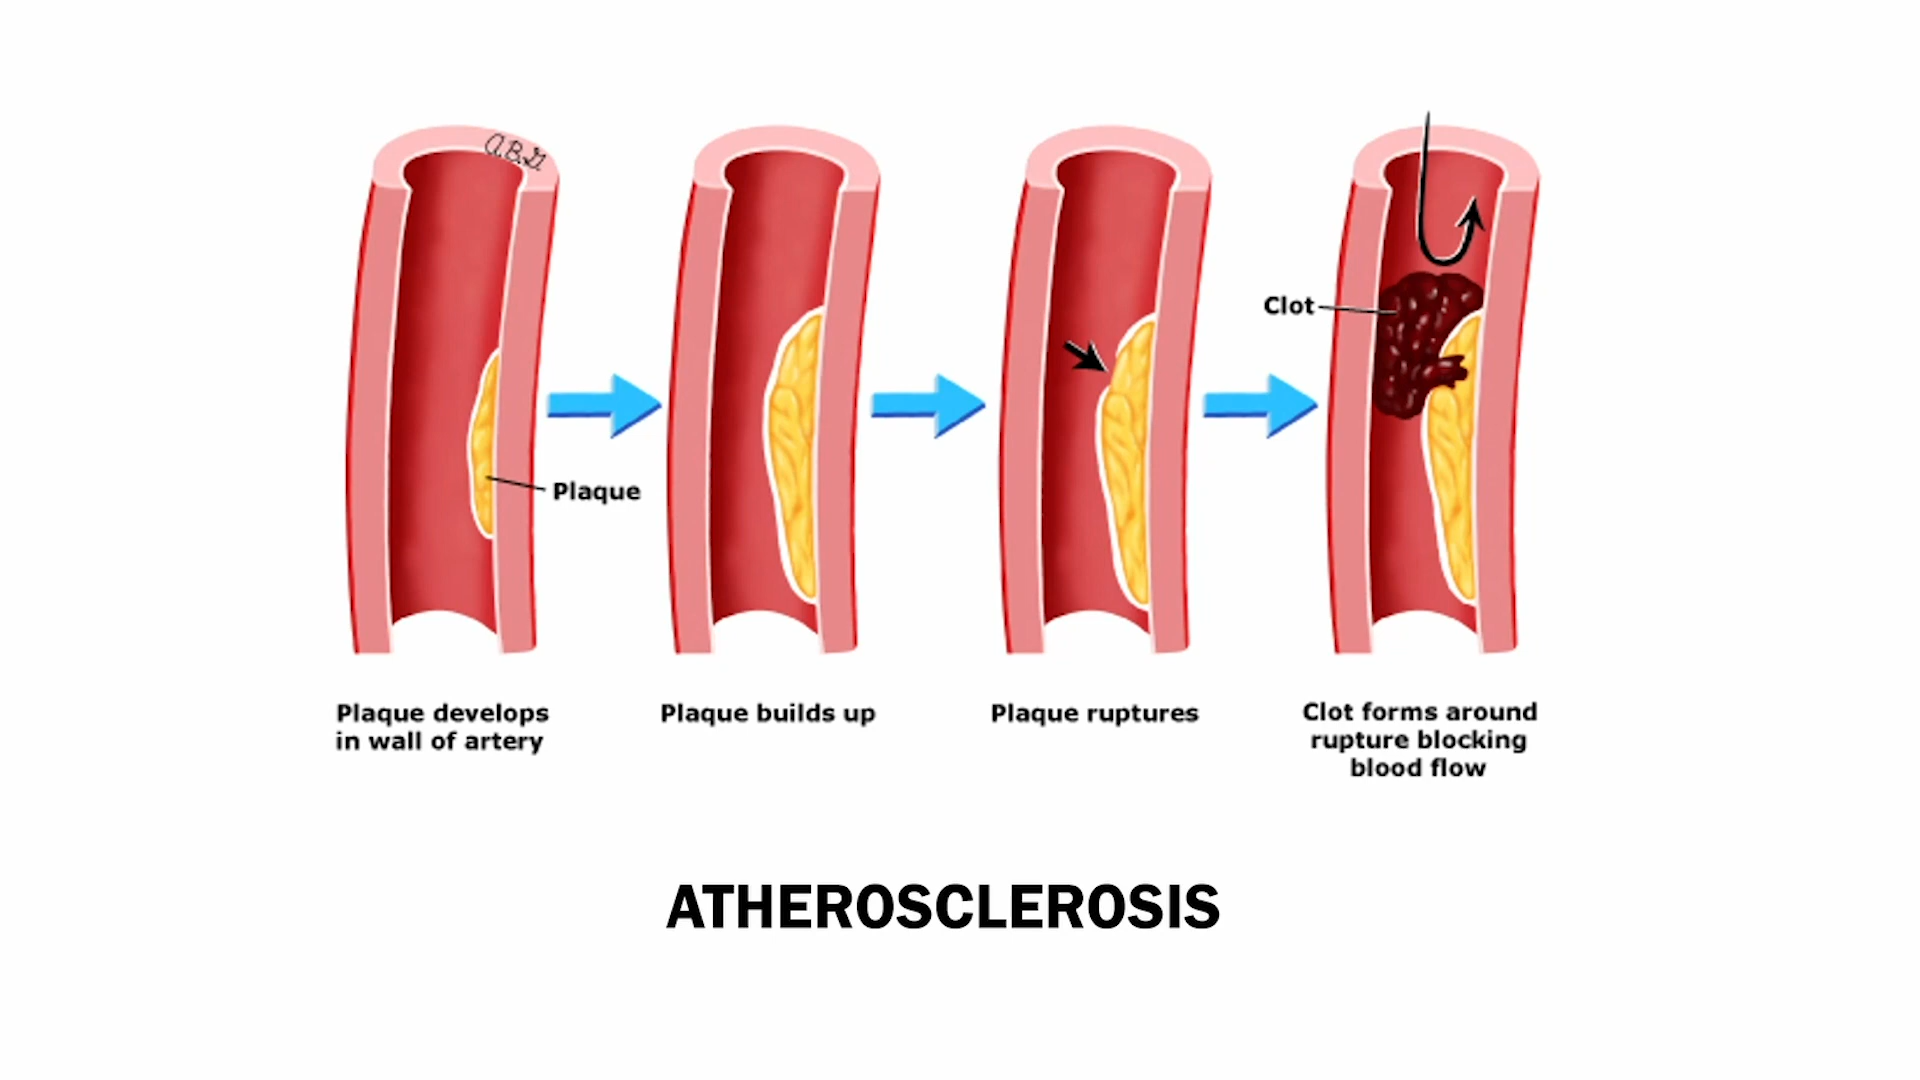 A.B.G
Plaque
Clot
Plaque develops
in wall of artery
Plaque builds up
Plaque ruptures
Clot forms around
rupture blocking
blood flow
ATHEROSCLEROSIS